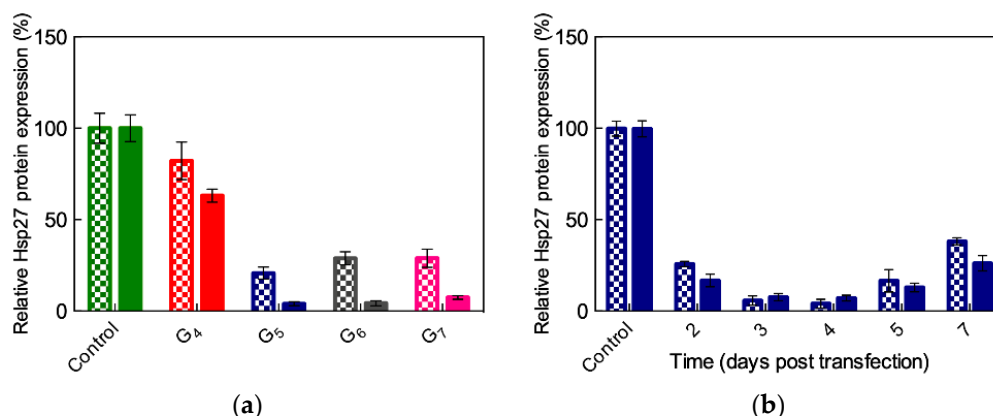 Relative Hsp27 protein expression (%)
150
100
50
0
Control
G4
G5
G6
G7
(a)
Relative Hsp27 protein expression (%)
150
100
50
0
Control
2
3
4
5
7
Time (days post transfection)
(b)